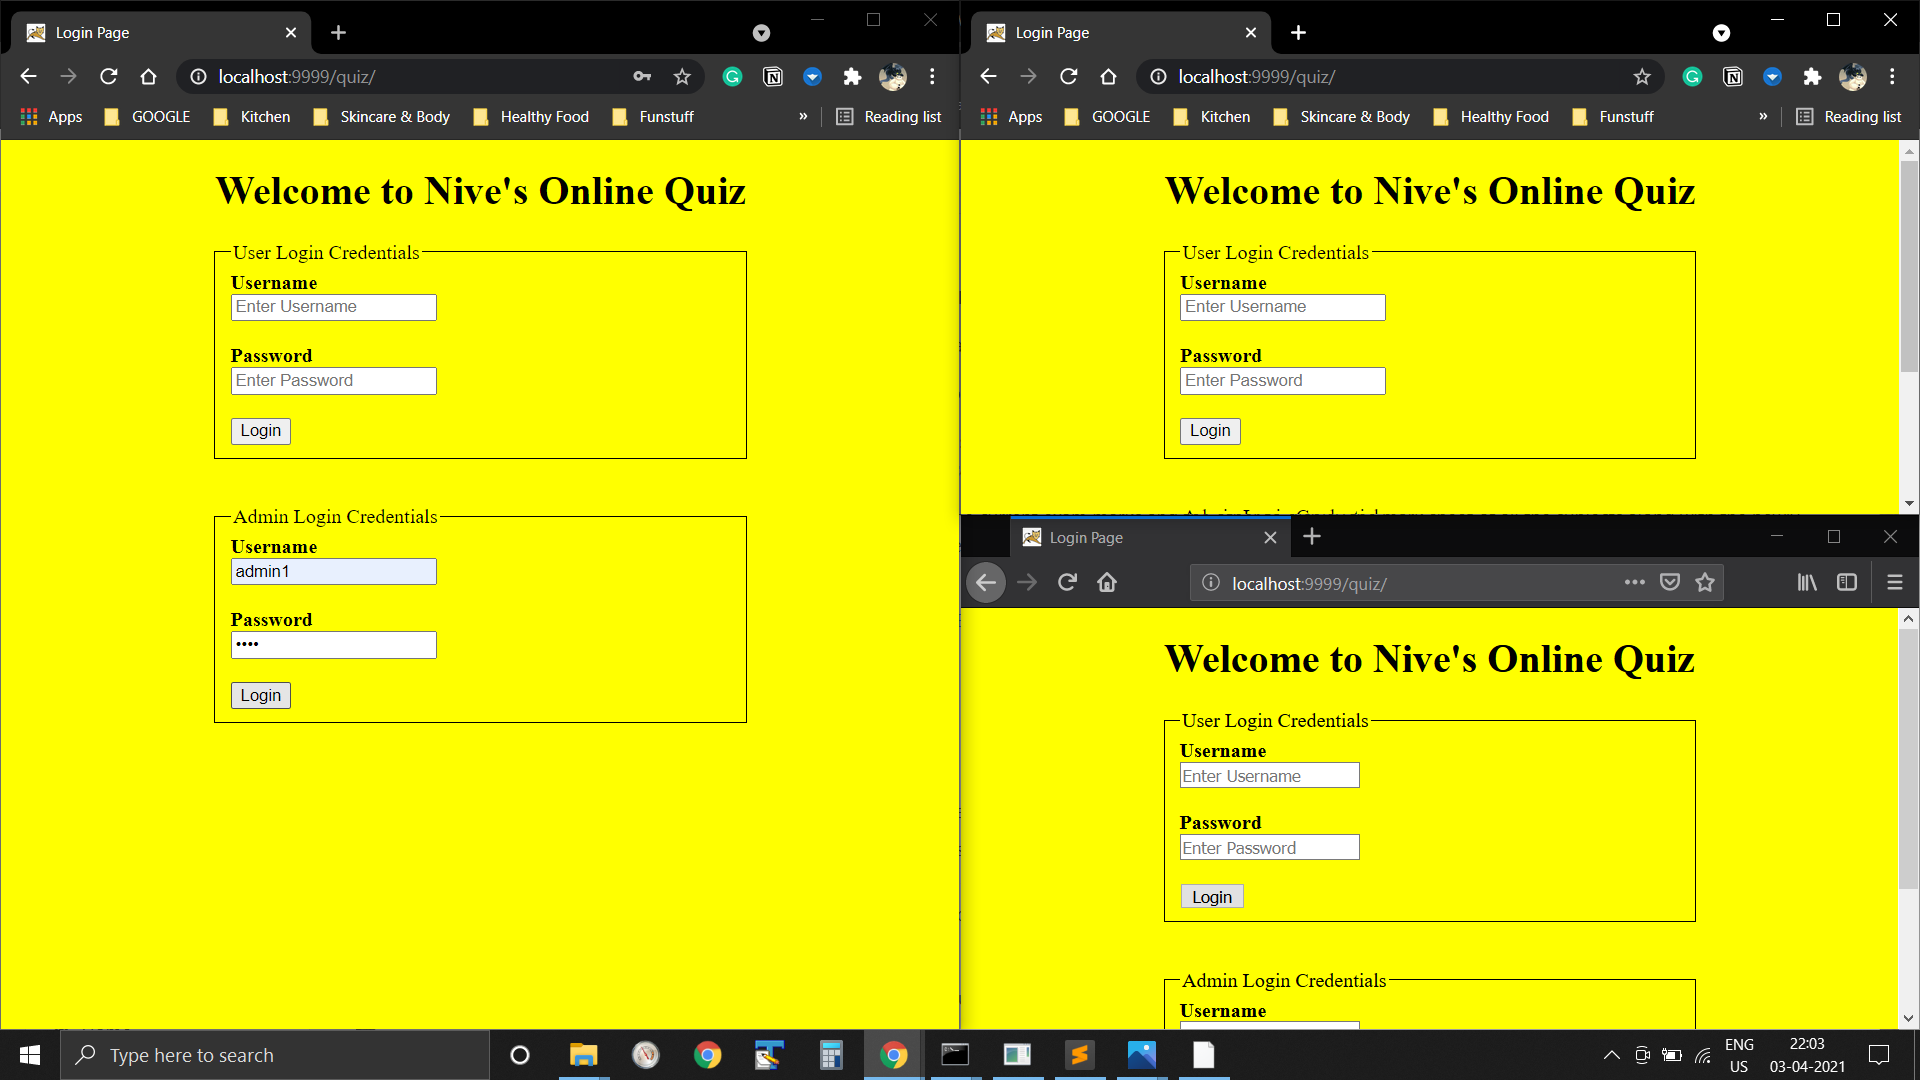 Login Page
localhost:9999/quiz/
Apps GOOGLE Kitchen Skincare & Body Healthy Food Funstuff » Reading list
Welcome to Nive's Online Quiz
User Login Credentials
Username
Enter Username
Password
Enter Password
Login
Admin Login Credentials
Username
admin1
Password
••••
Login
Login Page
localhost:9999/quiz/
Apps GOOGLE Kitchen Skincare & Body Healthy Food Funstuff » Reading list
Welcome to Nive's Online Quiz
User Login Credentials
Username
Enter Username
Password
Enter Password
Login
Login Page
localhost:9999/quiz/
Welcome to Nive's Online Quiz
User Login Credentials
Username
Enter Username
Password
Enter Password
Login
Admin Login Credentials
Username
Type here to search
ENG
US
22:03
03-04-2021